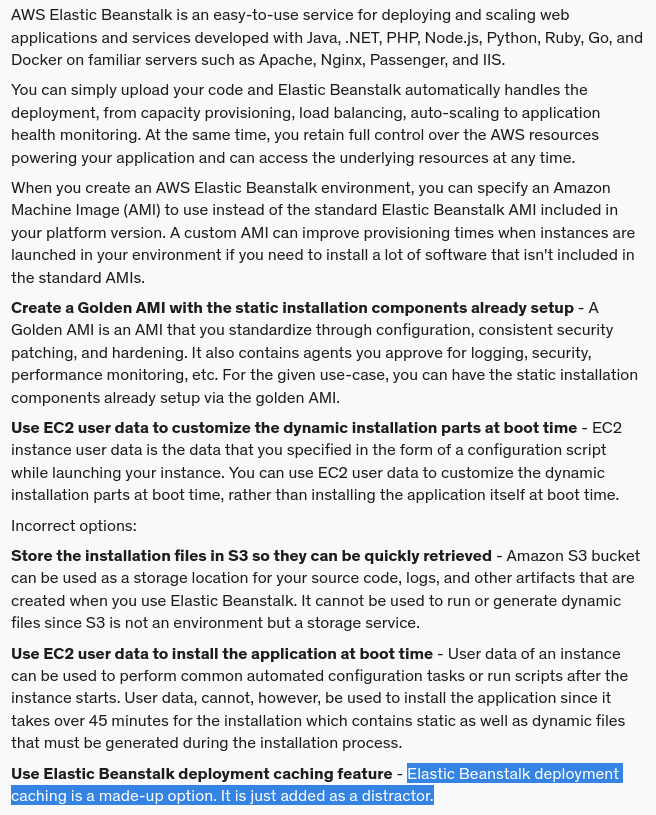 AWS Elastic Beanstalk is an easy-to-use service for deploying and scaling web
applications and services developed with Java, .NET, PHP, Node.js, Python, Ruby, Go, and
Docker on familiar servers such as Apache, Nginx, Passenger, and IIS.
You can simply upload your code and Elastic Beanstalk automatically handles the
deployment, from capacity provisioning, load balancing, auto-scaling to application
health monitoring. At the same time, you retain full control over the AWS resources
powering your application and can access the underlying resources at any time.
When you create an AWS Elastic Beanstalk environment, you can specify an Amazon
Machine Image (AMI) to use instead of the standard Elastic Beanstalk AMI included in
your platform version. A custom AMI can improve provisioning times when instances are
launched in your environment if you need to install a lot of software that isn't included in
the standard AMIs.
Create a Golden AMI with the static installation components already setup - A
Golden AMI is an AMI that you standardize through configuration, consistent security
patching, and hardening. It also contains agents you approve for logging, security,
performance monitoring, etc. For the given use-case, you can have the static installation
components already setup via the golden AMI.
Use EC2 user data to customize the dynamic installation parts at boot time - EC2
instance user data is the data that you specified in the form of a configuration script
while launching your instance. You can use EC2 user data to customize the dynamic
installation parts at boot time, rather than installing the application itself at boot time.
Incorrect options:
Store the installation files in S3 so they can be quickly retrieved - Amazon S3 bucket
can be used as a storage location for your source code, logs, and other artifacts that are
created when you use Elastic Beanstalk. It cannot be used to run or generate dynamic
files since S3 is not an environment but a storage service.
Use EC2 user data to install the application at boot time - User data of an instance
can be used to perform common automated configuration tasks or run scripts after the
instance starts. User data, cannot, however, be used to install the application since it
takes over 45 minutes for the installation which contains static as well as dynamic files
that must be generated during the installation process.
Use Elastic Beanstalk deployment caching feature - Elastic Beanstalk deployment
caching is a made-up option. It is just added as a distractor.